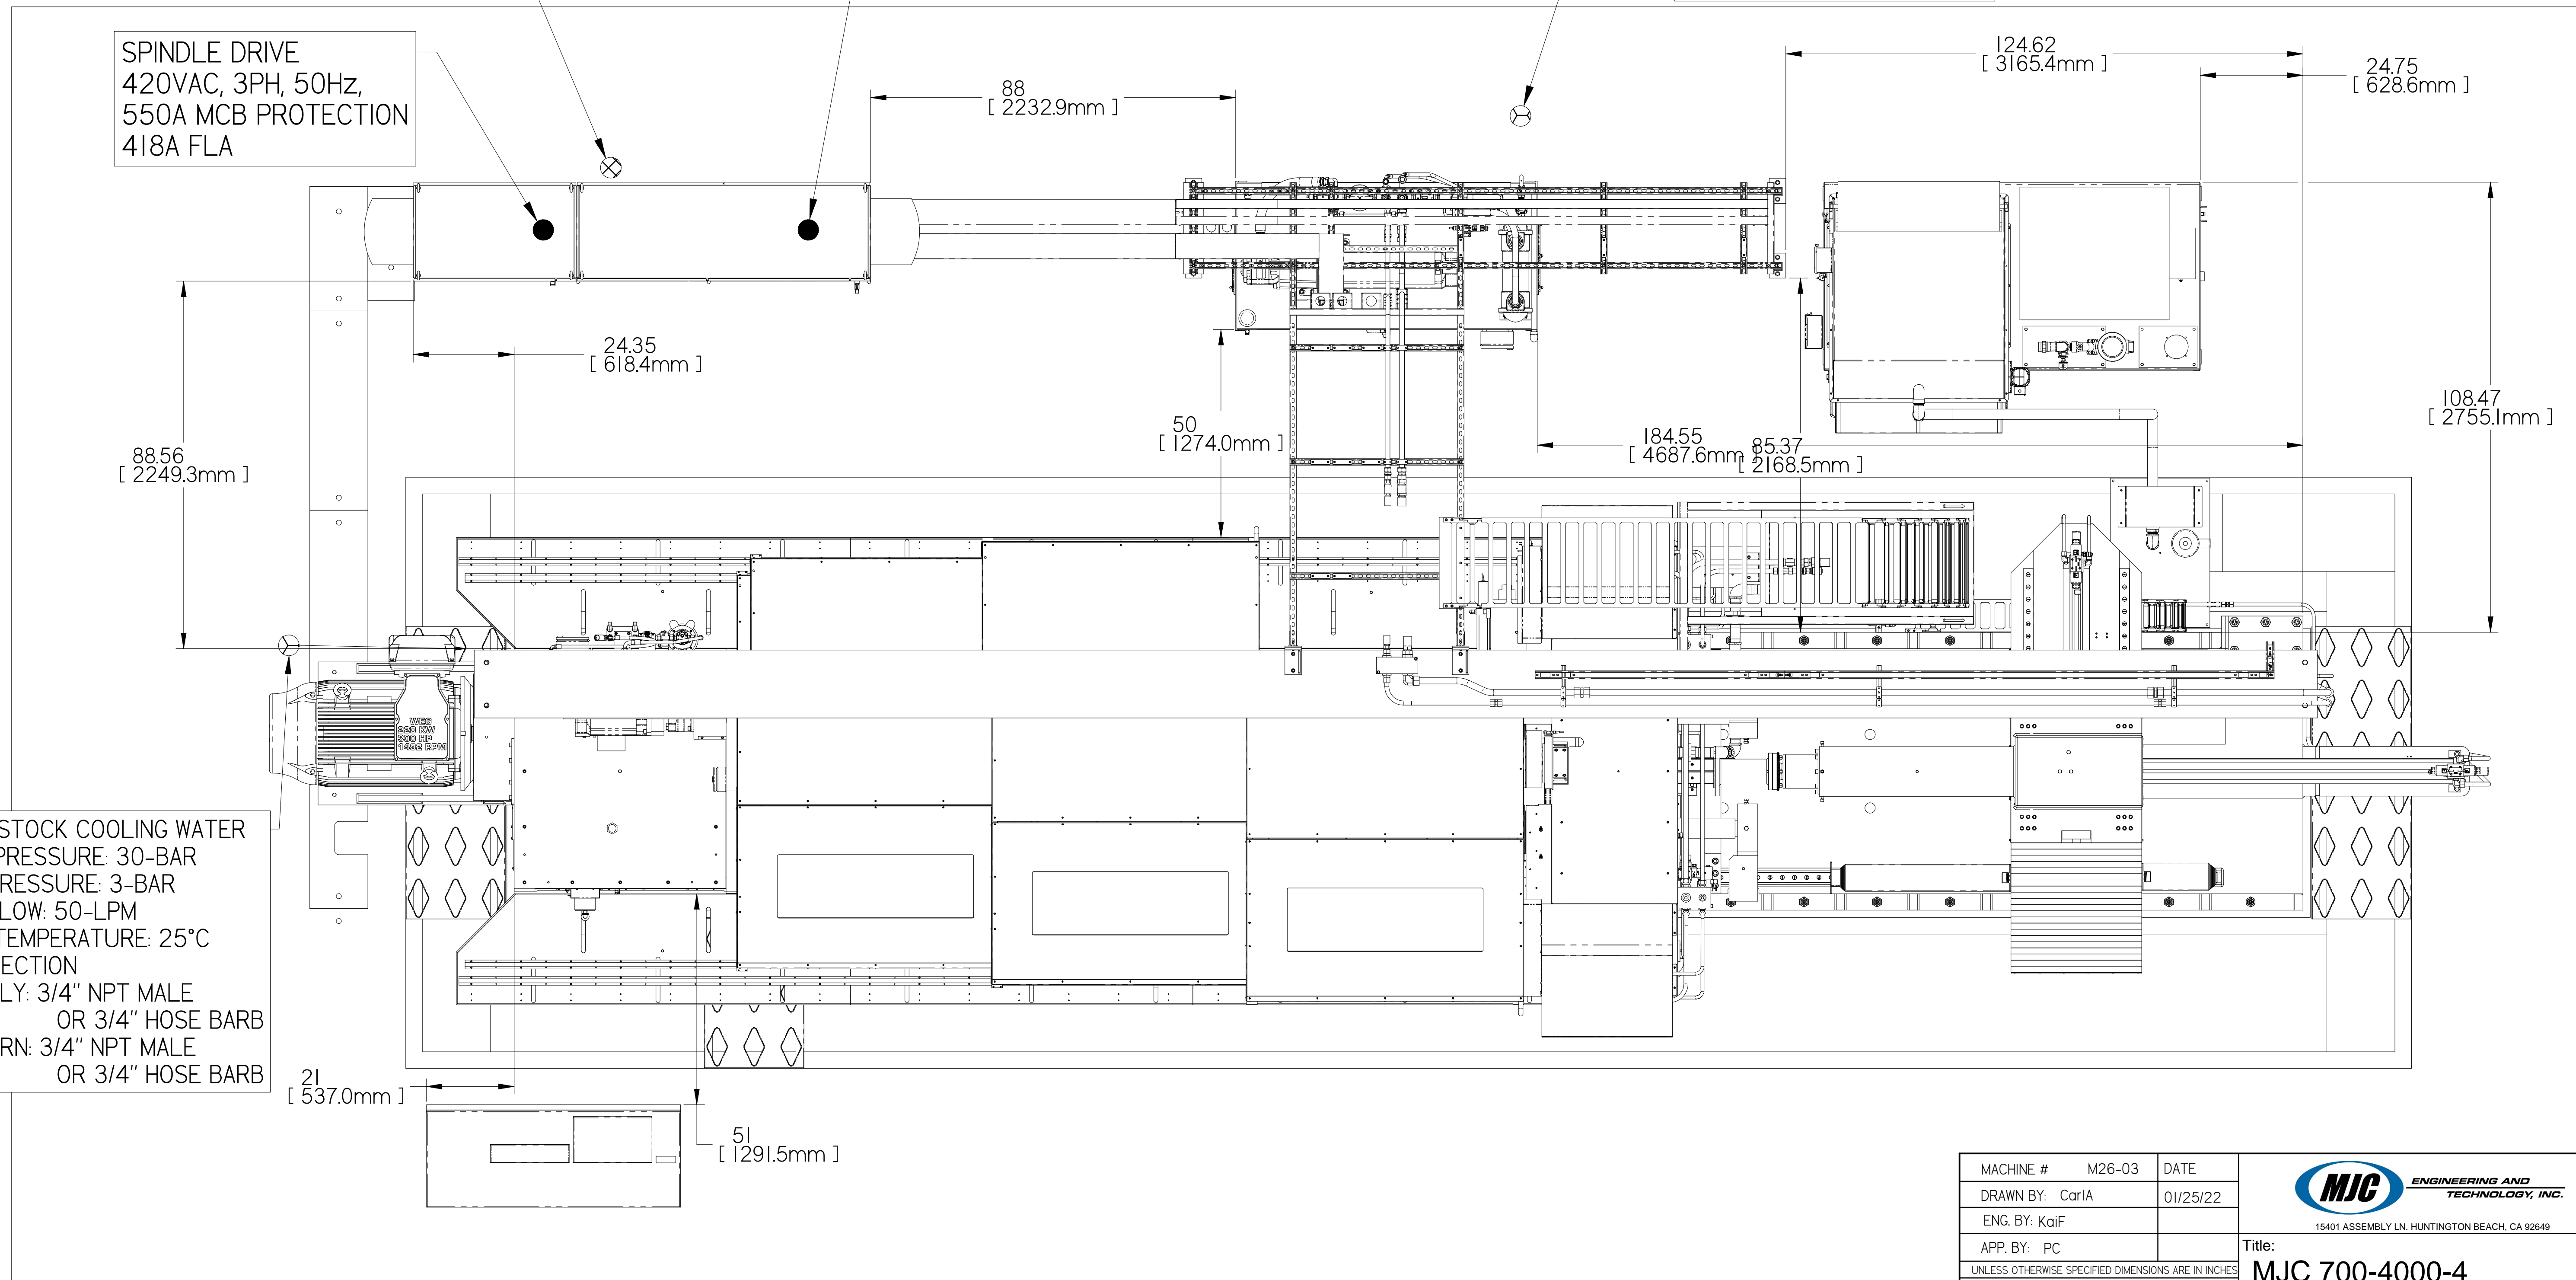 SPINDLE DRIVE
420VAC, 3PH, 50Hz,
550A MCB PROTECTION
418A FLA
124.62
[ 3165.4mm ]
24.75
[ 628.6mm ]
88
[ 2232.9mm ]
24.35
[ 618.4mm ]
50
[ 1274.0mm ]
184.55
[ 4687.6mm ]
85.37
[ 2168.5mm ]
108.47
[ 2755.1mm ]
88.56
[ 2249.3mm ]
WEG
220 KW
300 HP
1492 RPM
STOCK COOLING WATER
PRESSURE: 30-BAR
RESSURE: 3-BAR
LOW: 50-LPM
TEMPERATURE: 25°C
ECTION
LY: 3/4" NPT MALE
OR 3/4" HOSE BARB
RN: 3/4" NPT MALE
OR 3/4" HOSE BARB
21
[ 537.0mm ]
51
[ 1291.5mm ]
MACHINE # M26-03 DATE
DRAWN BY: CarlA 01/25/22
ENG. BY: KaiF
APP. BY: PC
UNLESS OTHERWISE SPECIFIED DIMENSIONS ARE IN INCHES
MJC ENGINEERING AND
TECHNOLOGY, INC.
15401 ASSEMBLY LN. HUNTINGTON BEACH, CA 92649
Title:
MJC 700-4000-4